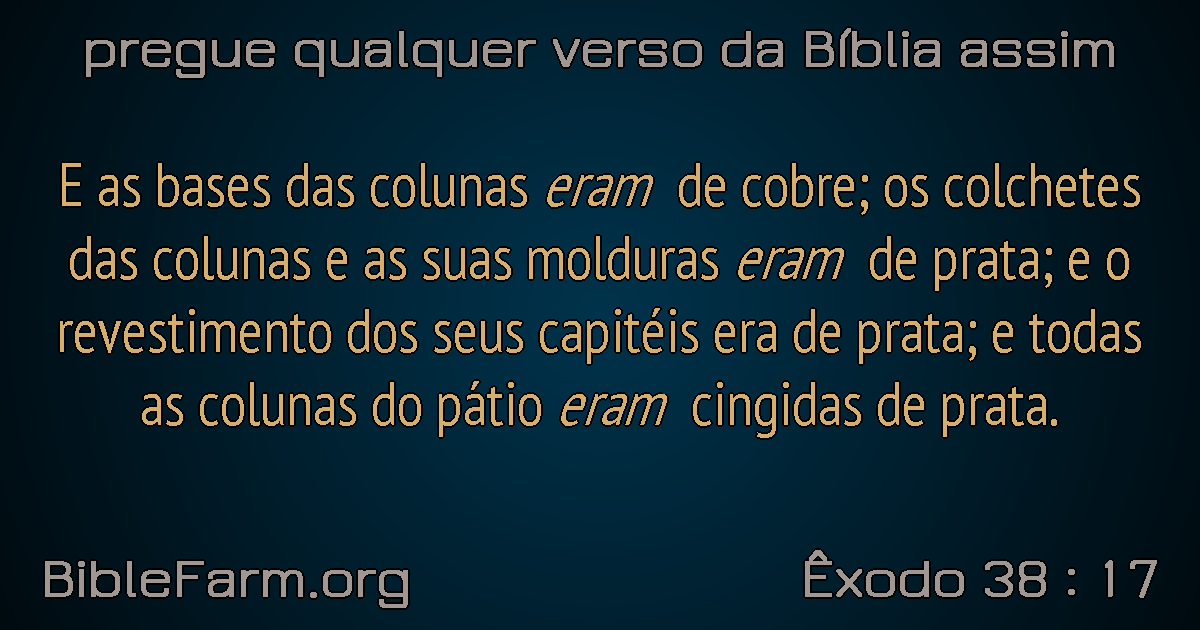 pregue qualquer verso da Bíblia assim
E as bases das colunas eram de cobre; os colchetes
das colunas e as suas molduras eram de prata; e o
revestimento dos seus capitéis era de prata; e todas
as colunas do pátio eram cingidas de prata.
BibleFarm.org
Êxodo 38 : 17